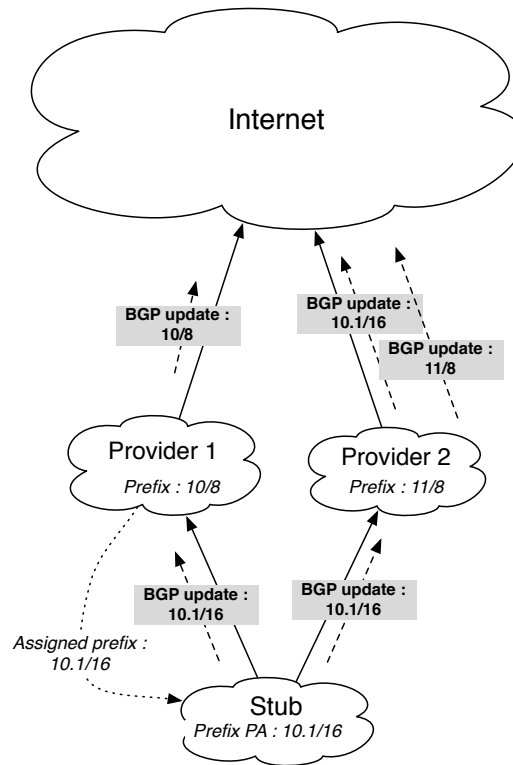 Internet
BGP update :
10/8
BGP update :
10.1/16
BGP update :
11/8
Provider 1
Prefix : 10/8
Provider 2
Prefix : 11/8
BGP update :
10.1/16
BGP update :
10.1/16
Assigned prefix :
10.1/16
Stub
Prefix PA : 10.1/16